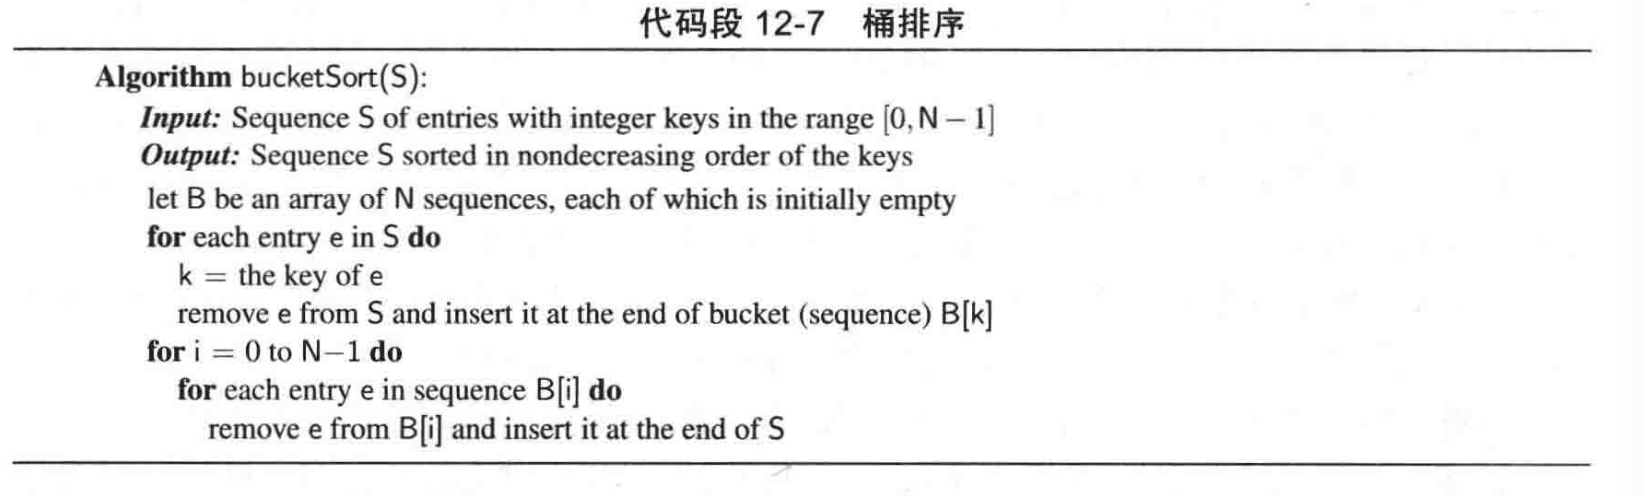 代码段 12-7 桶排序
Algorithm bucketSort(S):
Input: Sequence S of entries with integer keys in the range [0, N − 1]
Output: Sequence S sorted in nondecreasing order of the keys
let B be an array of N sequences, each of which is initially empty
for each entry e in S do
k = the key of e
remove e from S and insert it at the end of bucket (sequence) B[k]
for i = 0 to N−1 do
for each entry e in sequence B[i] do
remove e from B[i] and insert it at the end of S